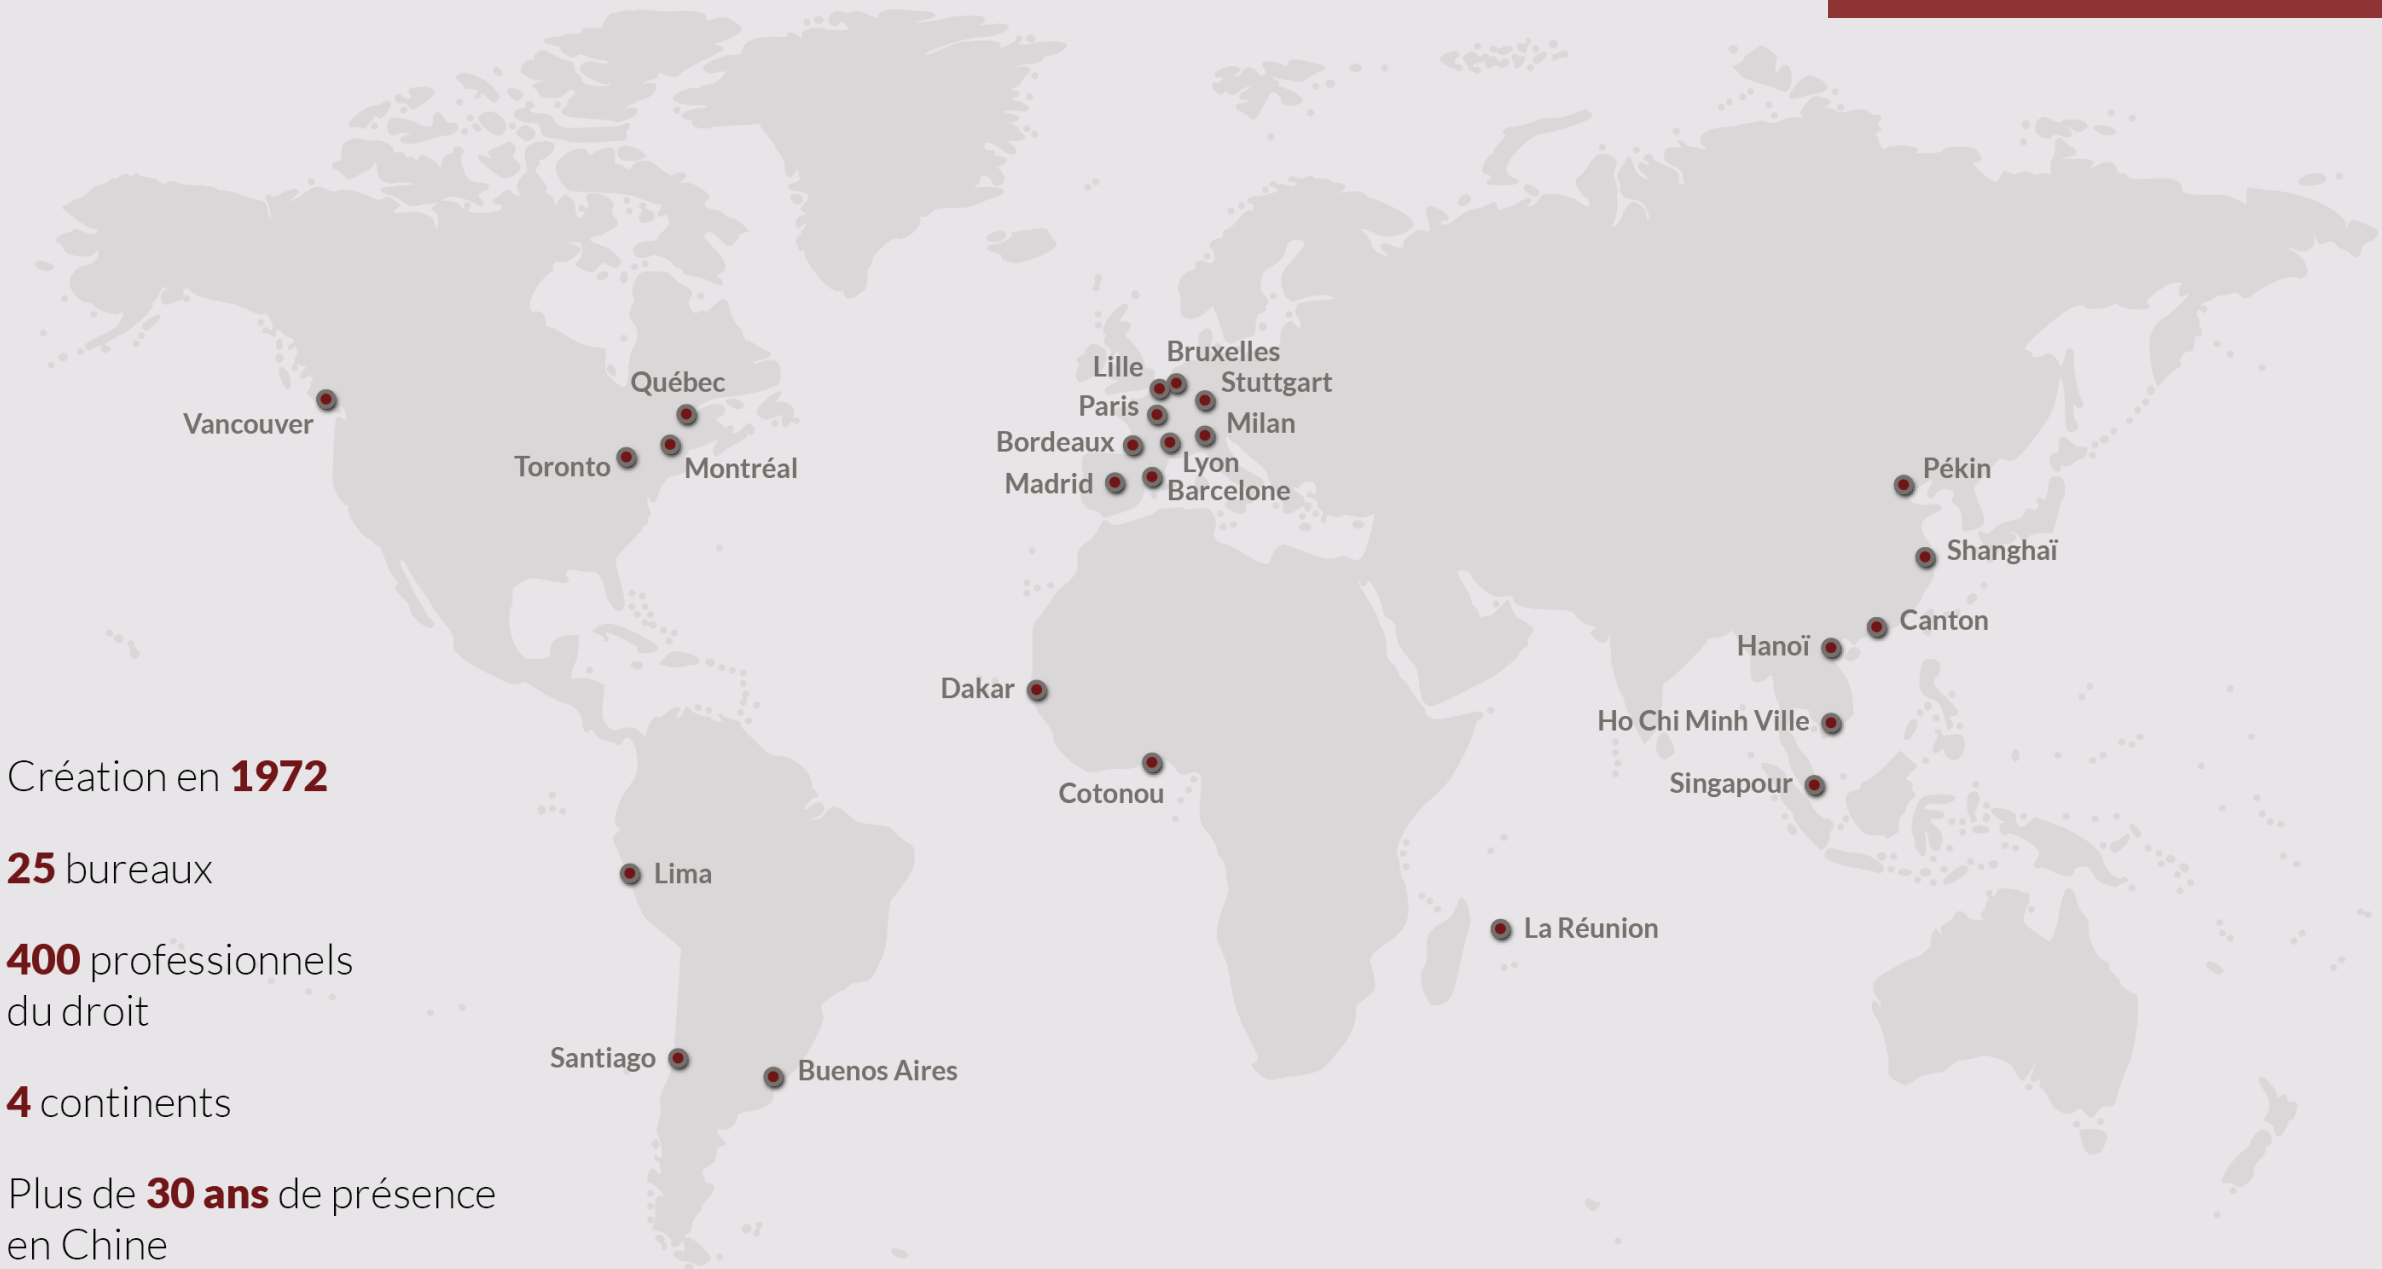 Bruxelles
Lille
Stuttgart
Québec
Paris
Milan
Vancouver
Bordeaux
Lyon
Toronto
Montréal
Madrid
Barcelone
Pékin
Shanghaï
Canton
Hanoï
Dakar
Ho Chi Minh Ville
Singapour
Cotonou
Lima
La Réunion
Santiago
Buenos Aires
Création en 1972
25 bureaux
400 professionnels
du droit
4 continents
Plus de 30 ans de présence
en Chine